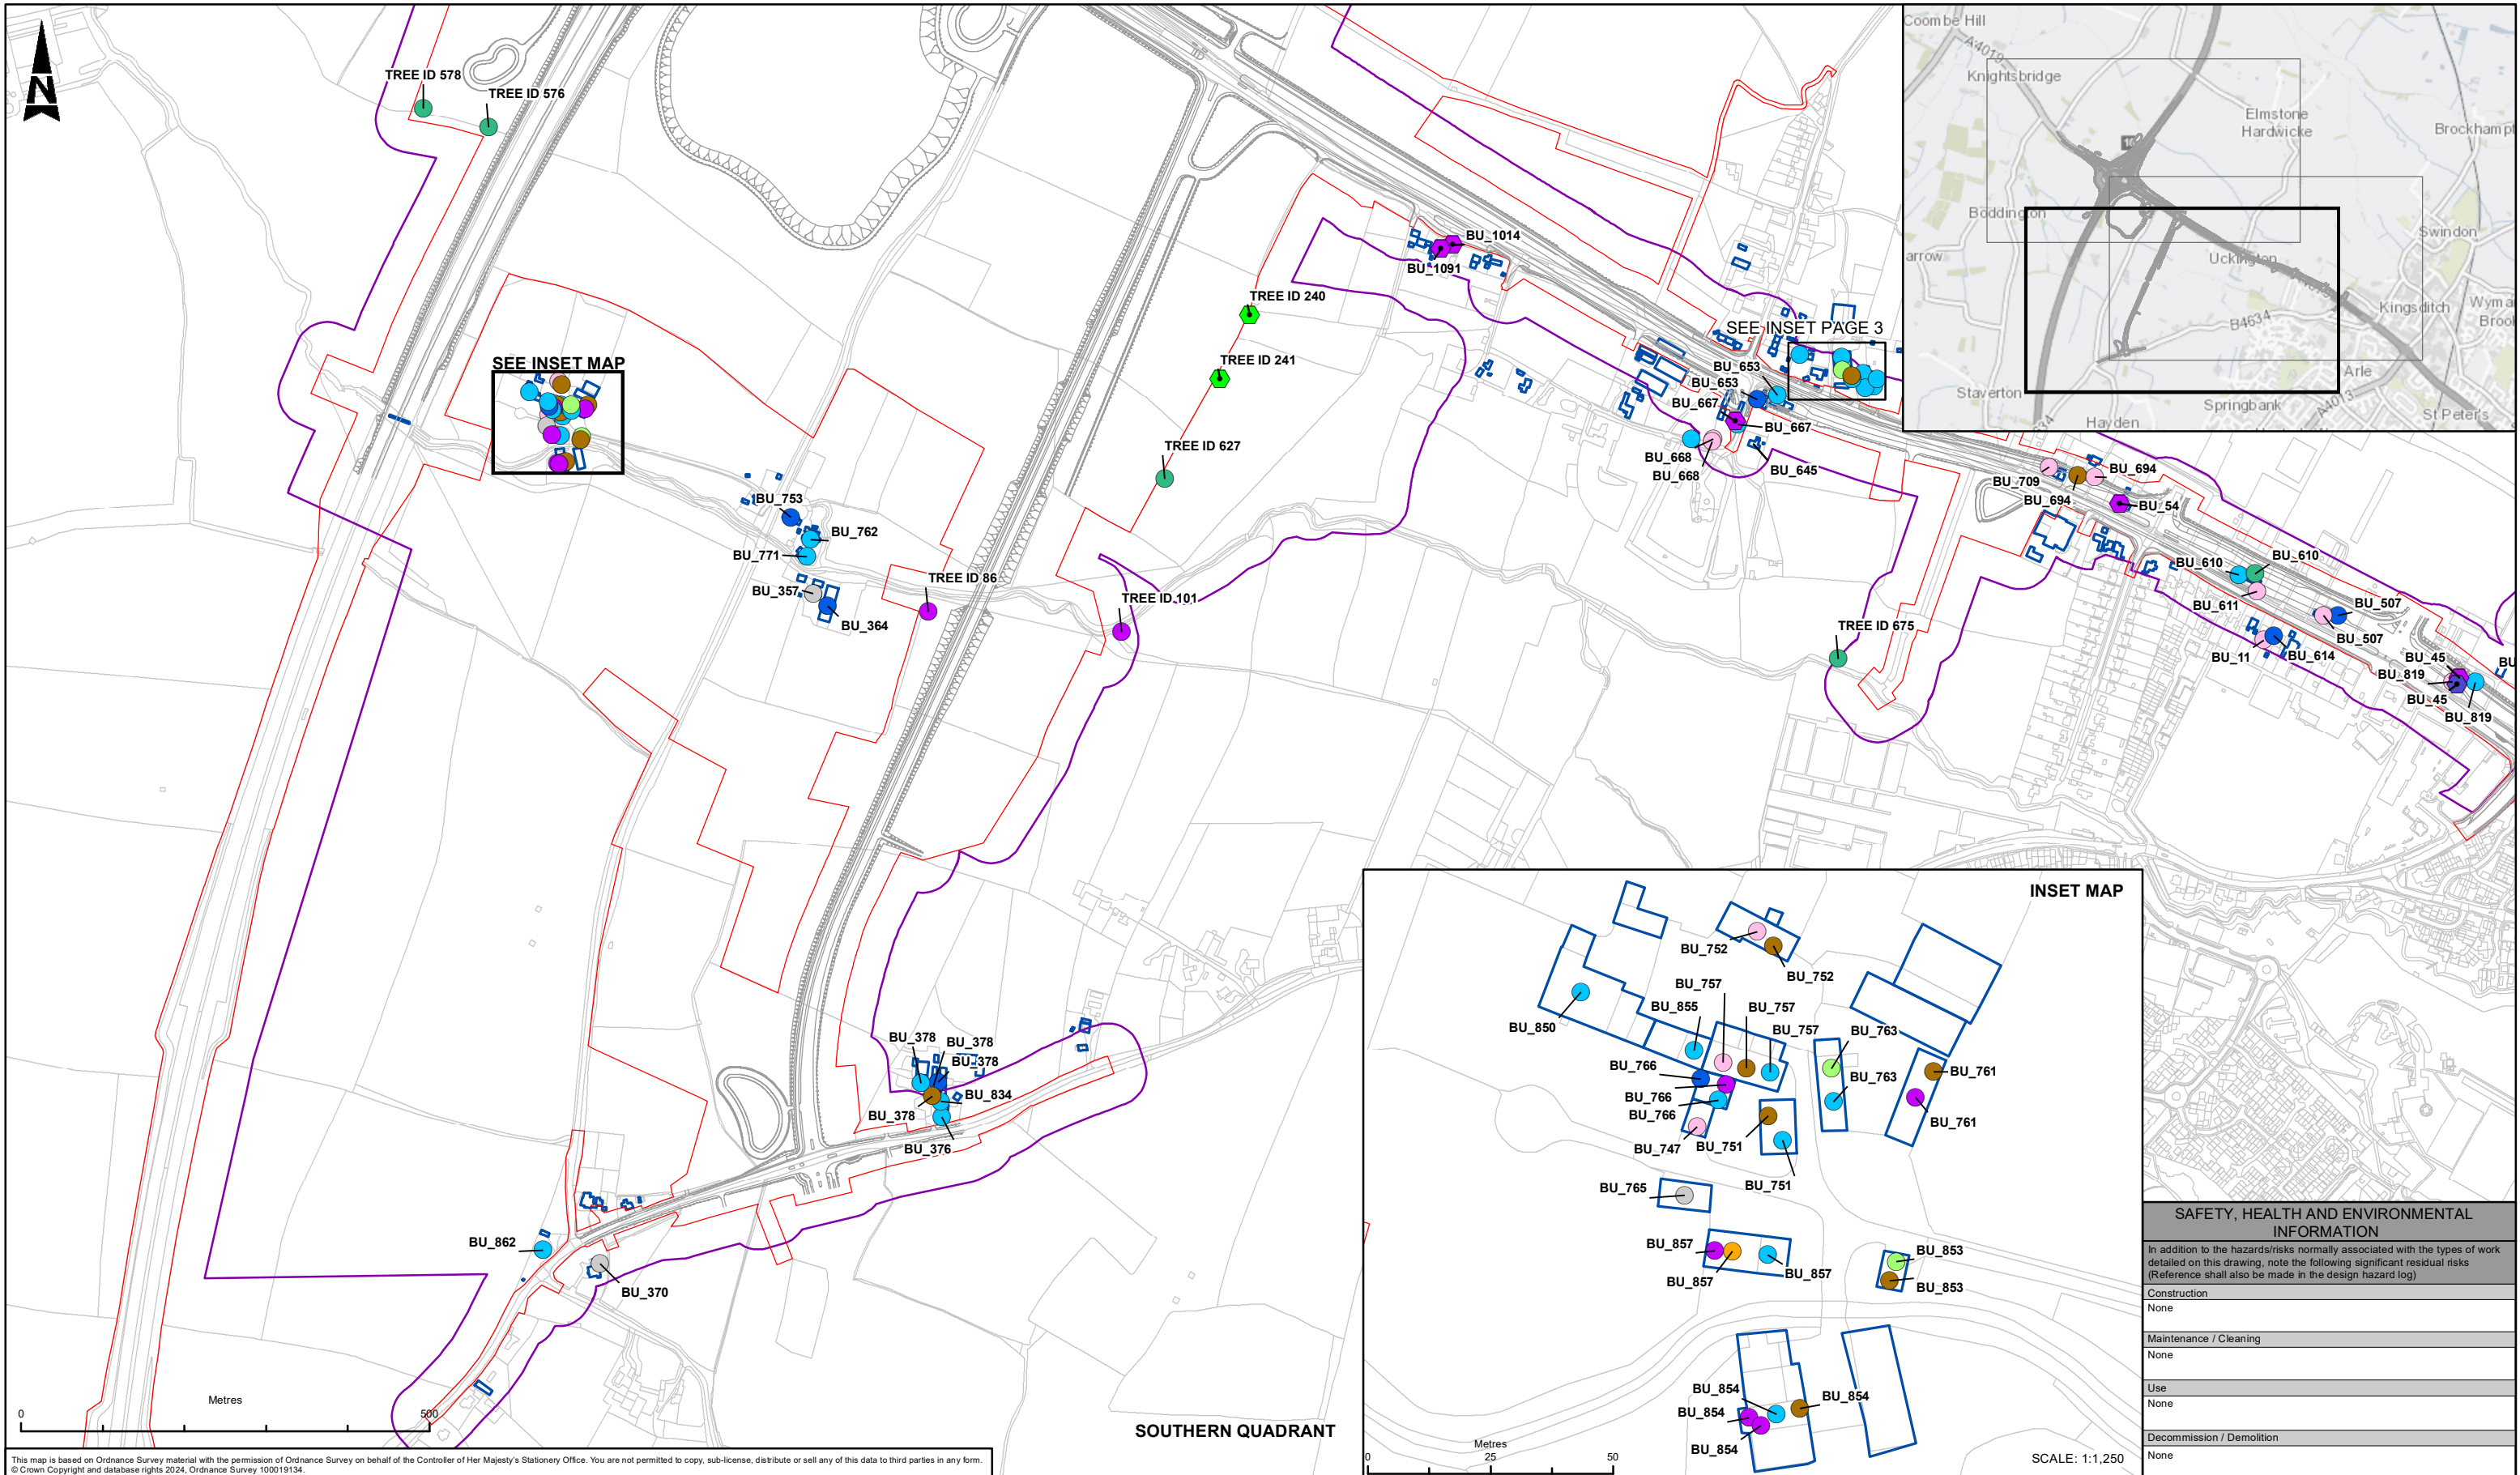 N
TREE ID 578
TREE ID 576
SEE INSET MAP
BU_753
BU_762
BU_771
BU_357
BU_364
TREE ID 86
TREE ID 101
TREE ID 240
TREE ID 241
TREE ID 627
BU_1014
BU_1091
SEE INSET PAGE 3
BU_653
BU_653
BU_667
BU_667
BU_668
BU_668
BU_645
BU_694
BU_709
BU_694
BU_54
BU_610
BU_610
BU_611
BU_507
BU_507
BU_11
BU_614
BU_45
BU_819
BU_45
BU_819
BU
TREE ID 675
BU_378
BU_378
BU_378
BU_834
BU_378
BU_376
BU_862
BU_370
Metres
0
500
SOUTHERN QUADRANT
This map is based on Ordnance Survey material with the permission of Ordnance Survey on behalf of the Controller of Her Majesty's Stationery Office. You are not permitted to copy, sub-license, distribute or sell any of this data to third parties in any form.
© Crown Copyright and database rights 2024, Ordnance Survey 100019134.
Coombe Hill
A4019
Knightsbridge
Elmstone
Hardwicke
Brockhampt
Boddington
Swindon
arrow
Uckington
Kingsditch
Wyma
Brool
B4634
Arle
Staverton
Springbank
A4013
St Peter's
Hayden
INSET MAP
BU_752
BU_752
BU_757
BU_855
BU_757
BU_757
BU_850
BU_763
BU_763
BU_761
BU_761
BU_766
BU_766
BU_766
BU_747
BU_751
BU_751
BU_765
BU_857
BU_857
BU_857
BU_853
BU_853
BU_854
BU_854
BU_854
BU_854
Metres
0
25
50
SCALE: 1:1,250
SAFETY, HEALTH AND ENVIRONMENTAL
INFORMATION
In addition to the hazards/risks normally associated with the types of work
detailed on this drawing, note the following significant residual risks
(Reference shall also be made in the design hazard log)
Construction
None
Maintenance / Cleaning
None
Use
None
Decommission / Demolition
None